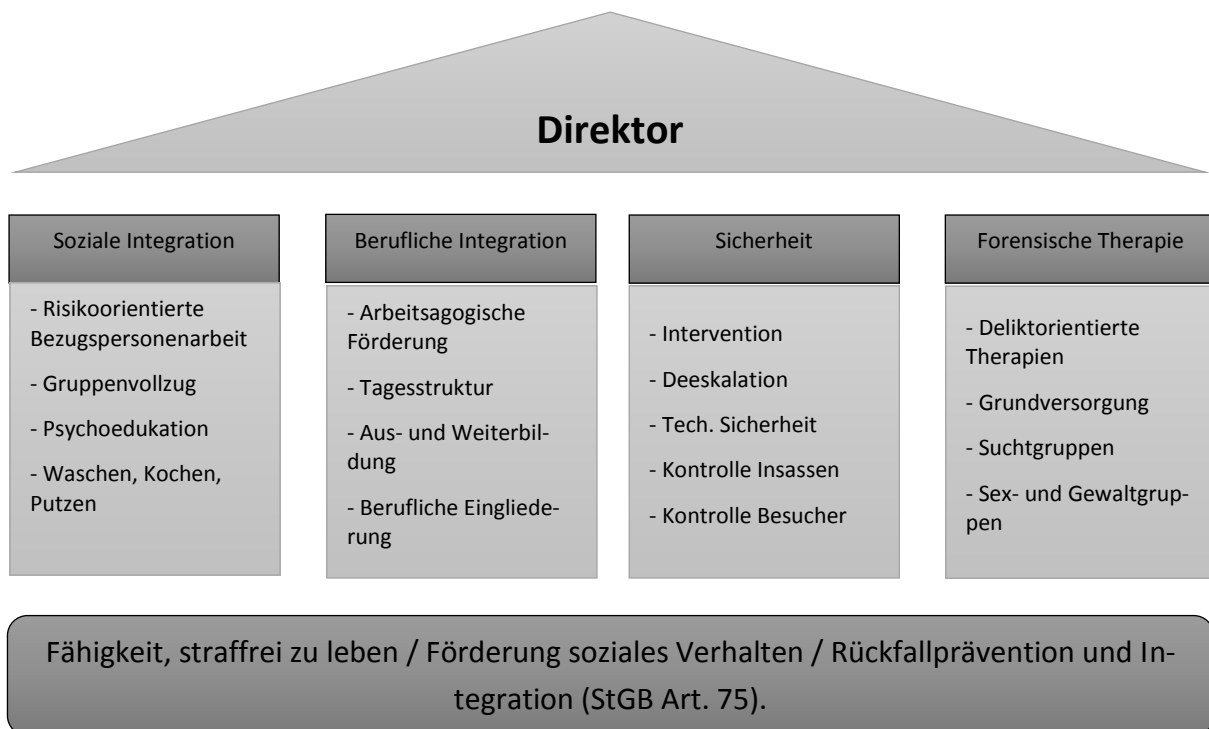 Direktor
Soziale Integration
- Risikoorientierte
Bezugspersonenarbeit
- Gruppenvollzug
- Psychoedukation
- Waschen, Kochen,
Putzen
Berufliche Integration
- Arbeitsagogische
Förderung
- Tagesstruktur
- Aus- und Weiterbil-
dung
- Berufliche Eingliede-
rung
Sicherheit
- Intervention
- Deeskalation
- Tech. Sicherheit
- Kontrolle Insassen
- Kontrolle Besucher
Forensische Therapie
- Deliktorientierte
Therapien
- Grundversorgung
- Suchtgruppen
- Sex- und Gewaltgrup-
pen
Fähigkeit, straffrei zu leben / Förderung soziales Verhalten / Rückfallprävention und In-
tegration (StGB Art. 75).